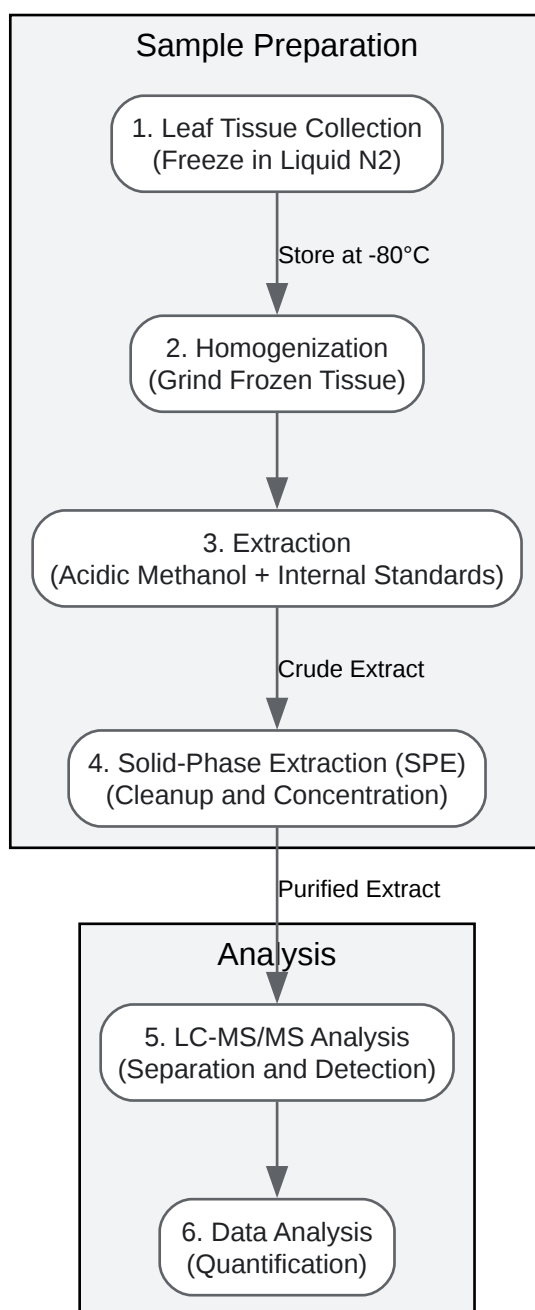 Sample Preparation
1. Leaf Tissue Collection
(Freeze in Liquid N2)
Store at -80°C
2. Homogenization
(Grind Frozen Tissue)
3. Extraction
(Acidic Methanol + Internal Standards)
Crude Extract
4. Solid-Phase Extraction (SPE)
(Cleanup and Concentration)
Purified Extract
Analysis
5. LC-MS/MS Analysis
(Separation and Detection)
6. Data Analysis
(Quantification)